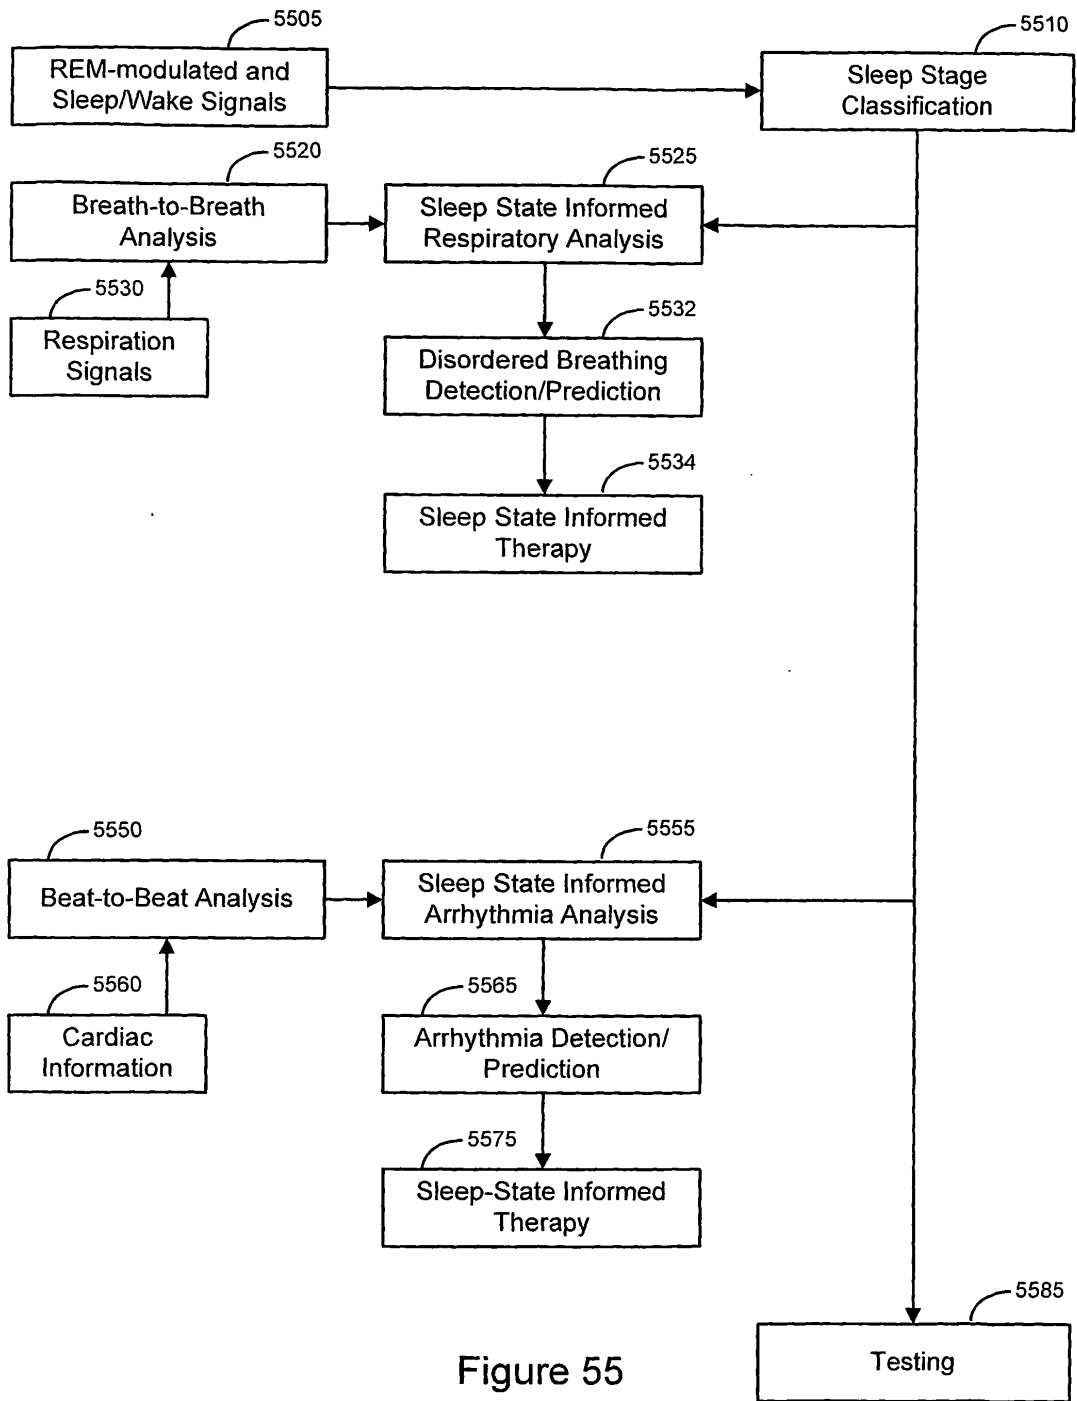 5505
REM-modulated and
Sleep/Wake Signals
5510
Sleep Stage
Classification
5520
Breath-to-Breath
Analysis
5525
Sleep State Informed
Respiratory Analysis
5530
Respiration
Signals
5532
Disordered Breathing
Detection/Prediction
5534
Sleep State Informed
Therapy
5550
Beat-to-Beat Analysis
5555
Sleep State Informed
Arrhythmia Analysis
5560
Cardiac
Information
5565
Arrhythmia Detection/
Prediction
5575
Sleep-State Informed
Therapy
5585
Testing
Figure 55